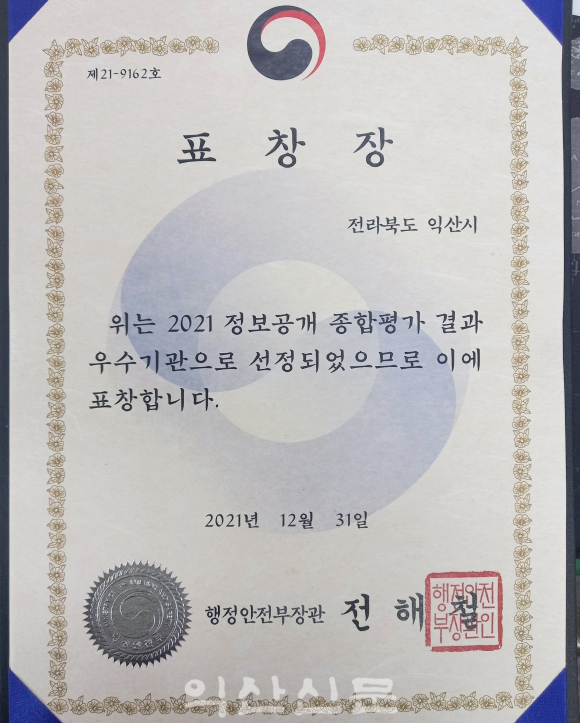 제21-9162호
표 창 장
전라북도 익산시
위는 2021 정보공개 종합평가 결과
우수기관으로 선정되었으므로 이에
표창합니다.
2021년 12월 31일
행정안전부장관 전 해 철
행정안전
부장관인
익산신문